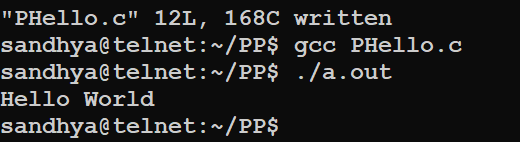 "PHello.c" 12L, 168C written
sandhya@telnet:~/PP$ gcc PHello.c
sandhya@telnet:~/PP$ ./a.out
Hello World
sandhya@telnet:~/PP$